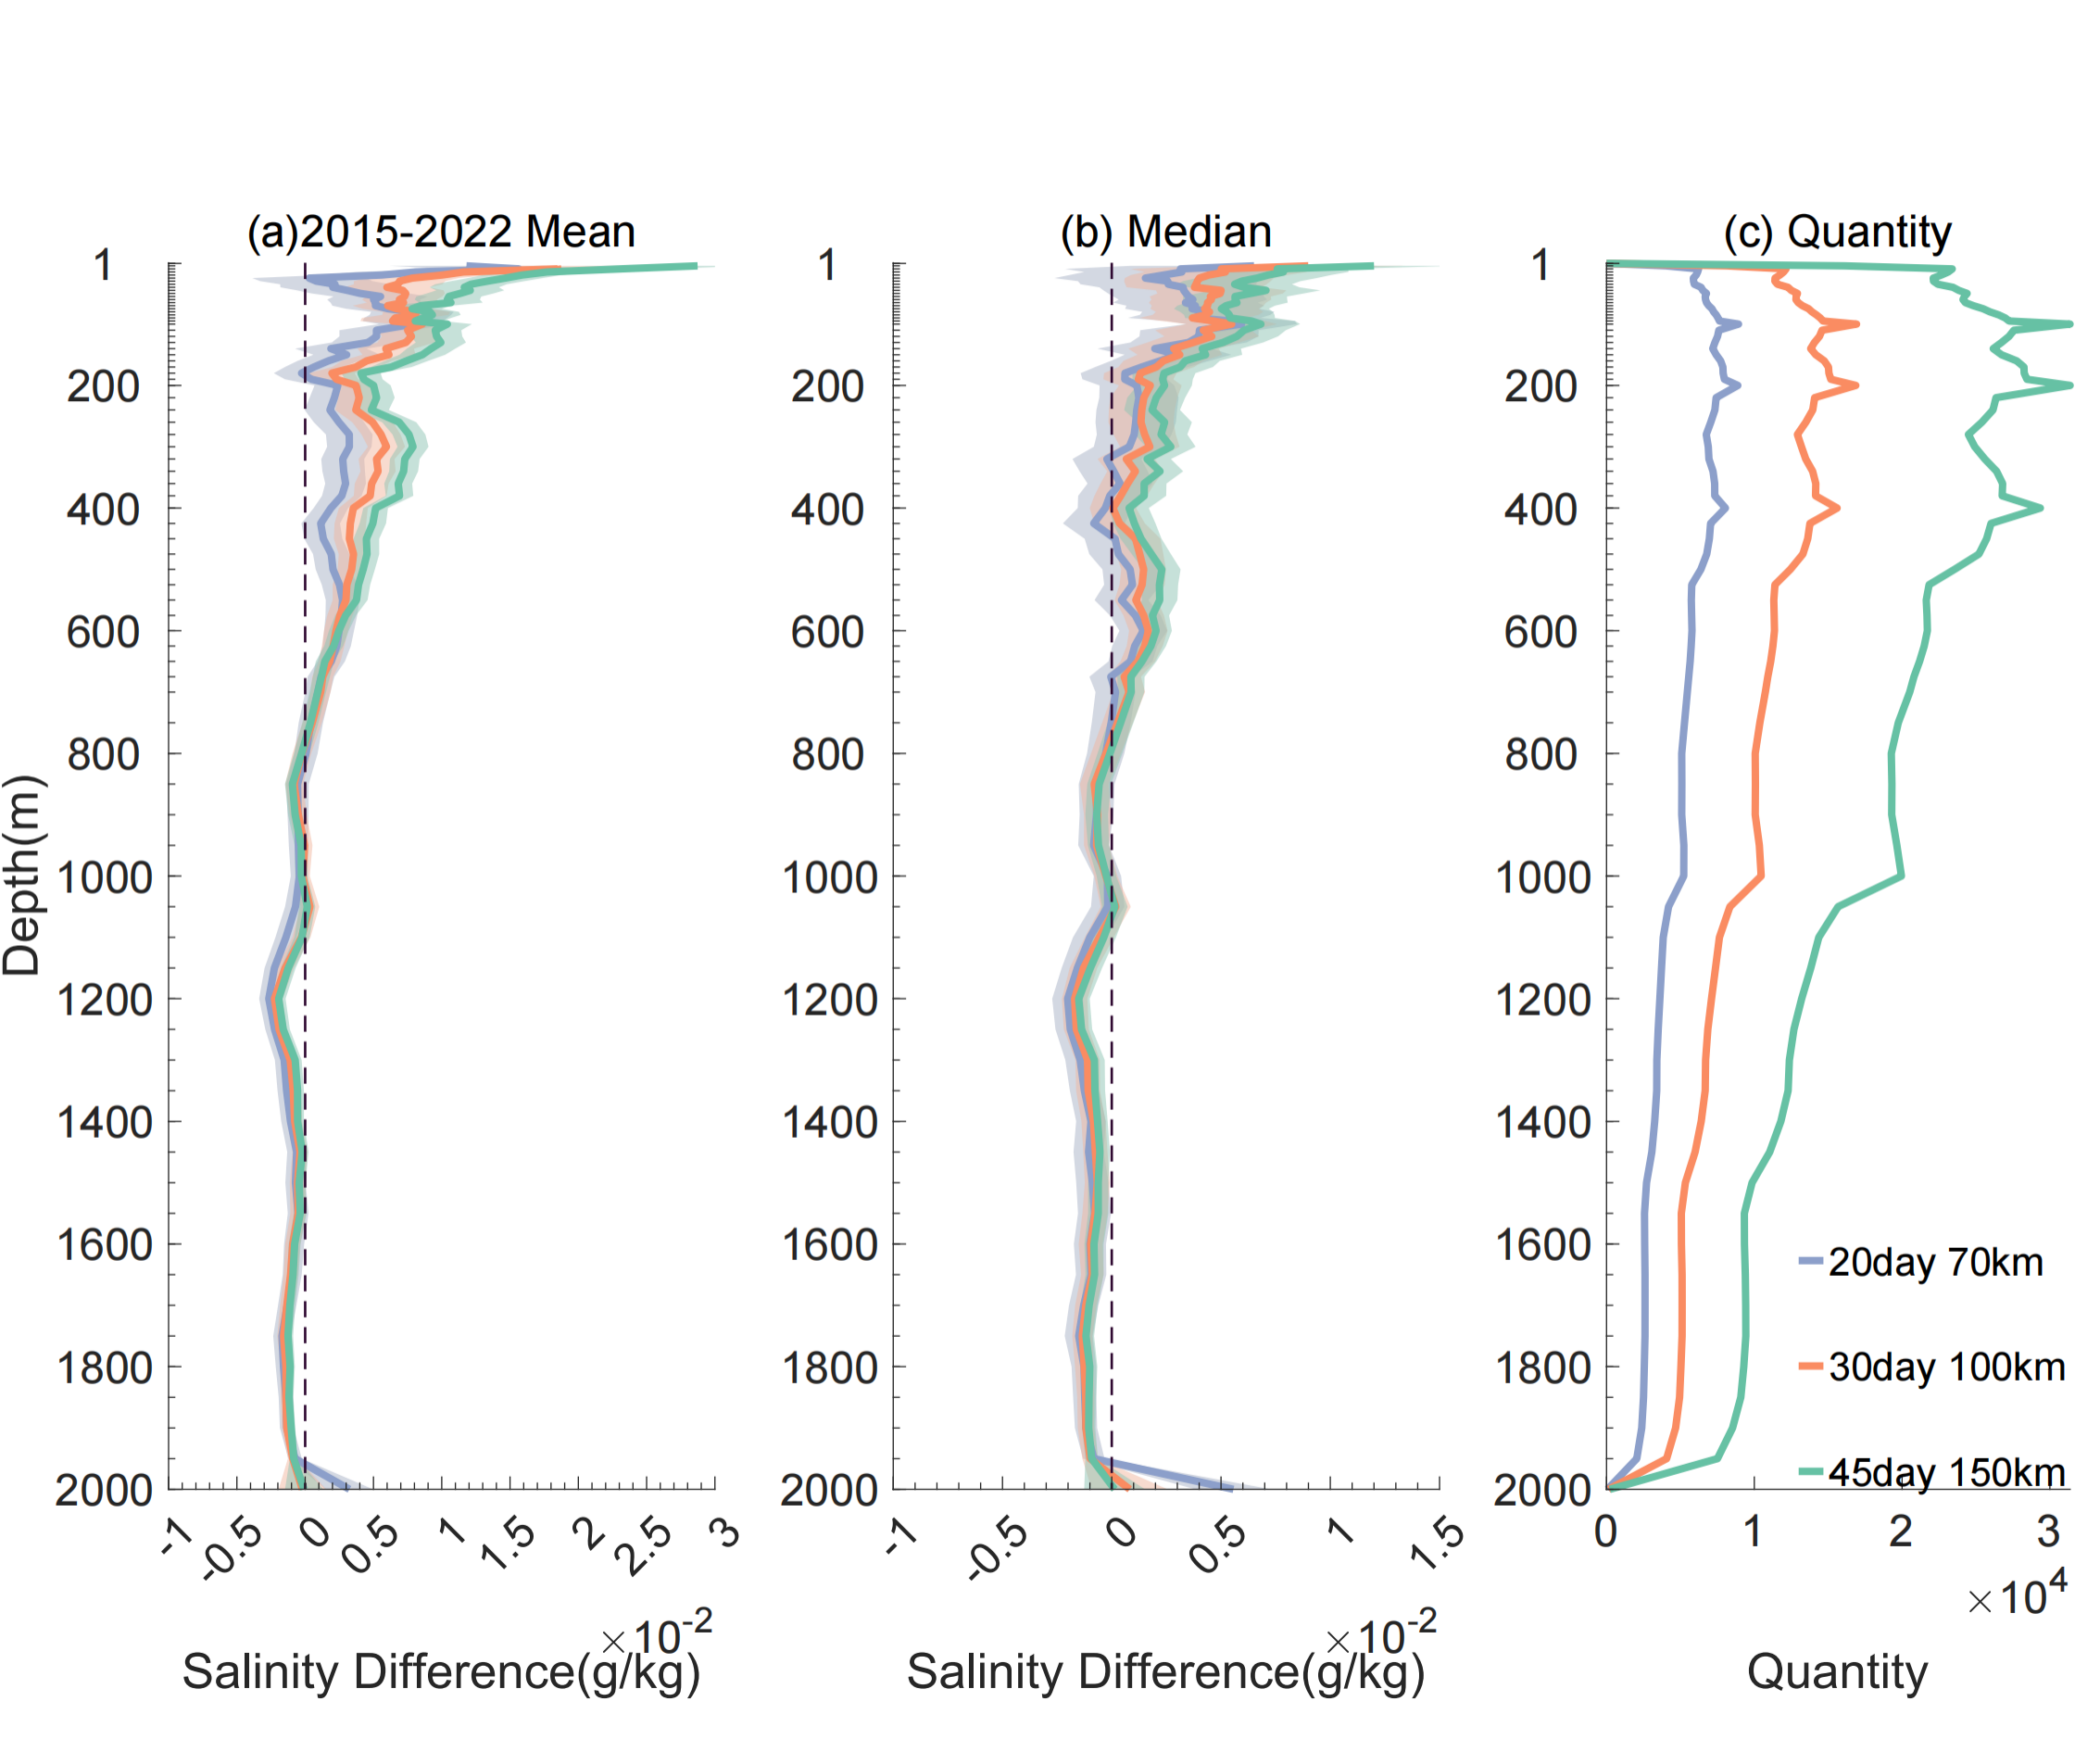 (a)2015-2022 Mean
(b) Median
(c) Quantity
1
200
400
600
800
1000
1200
1400
1600
1800
2000
1
200
400
600
800
1000
1200
1400
1600
1800
2000
1
200
400
600
800
1000
1200
1400
1600
1800
2000
Depth(m)
20day 70km
30day 100km
45day 150km
-1 -0.5 0 0.5 1 1.5 2 2.5 3
-1 -0.5 0 0.5 1 1.5
0 1 2 3
×10⁻²
×10⁻²
×10⁴
Salinity Difference(g/kg)
Salinity Difference(g/kg)
Quantity